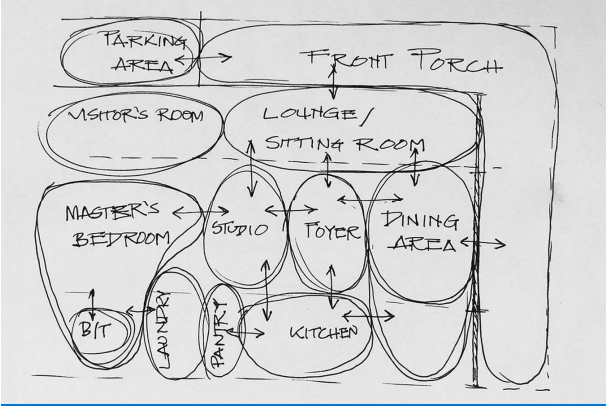 PARKING
AREA
FRONT PORCH
VISITOR'S ROOM
LOUNGE/
SITTING ROOM
MASTER'S
BEDROOM
STUDIO
FOYER
DINING
AREA
B/T
LAUNDRY
PANTRY
KITCHEN